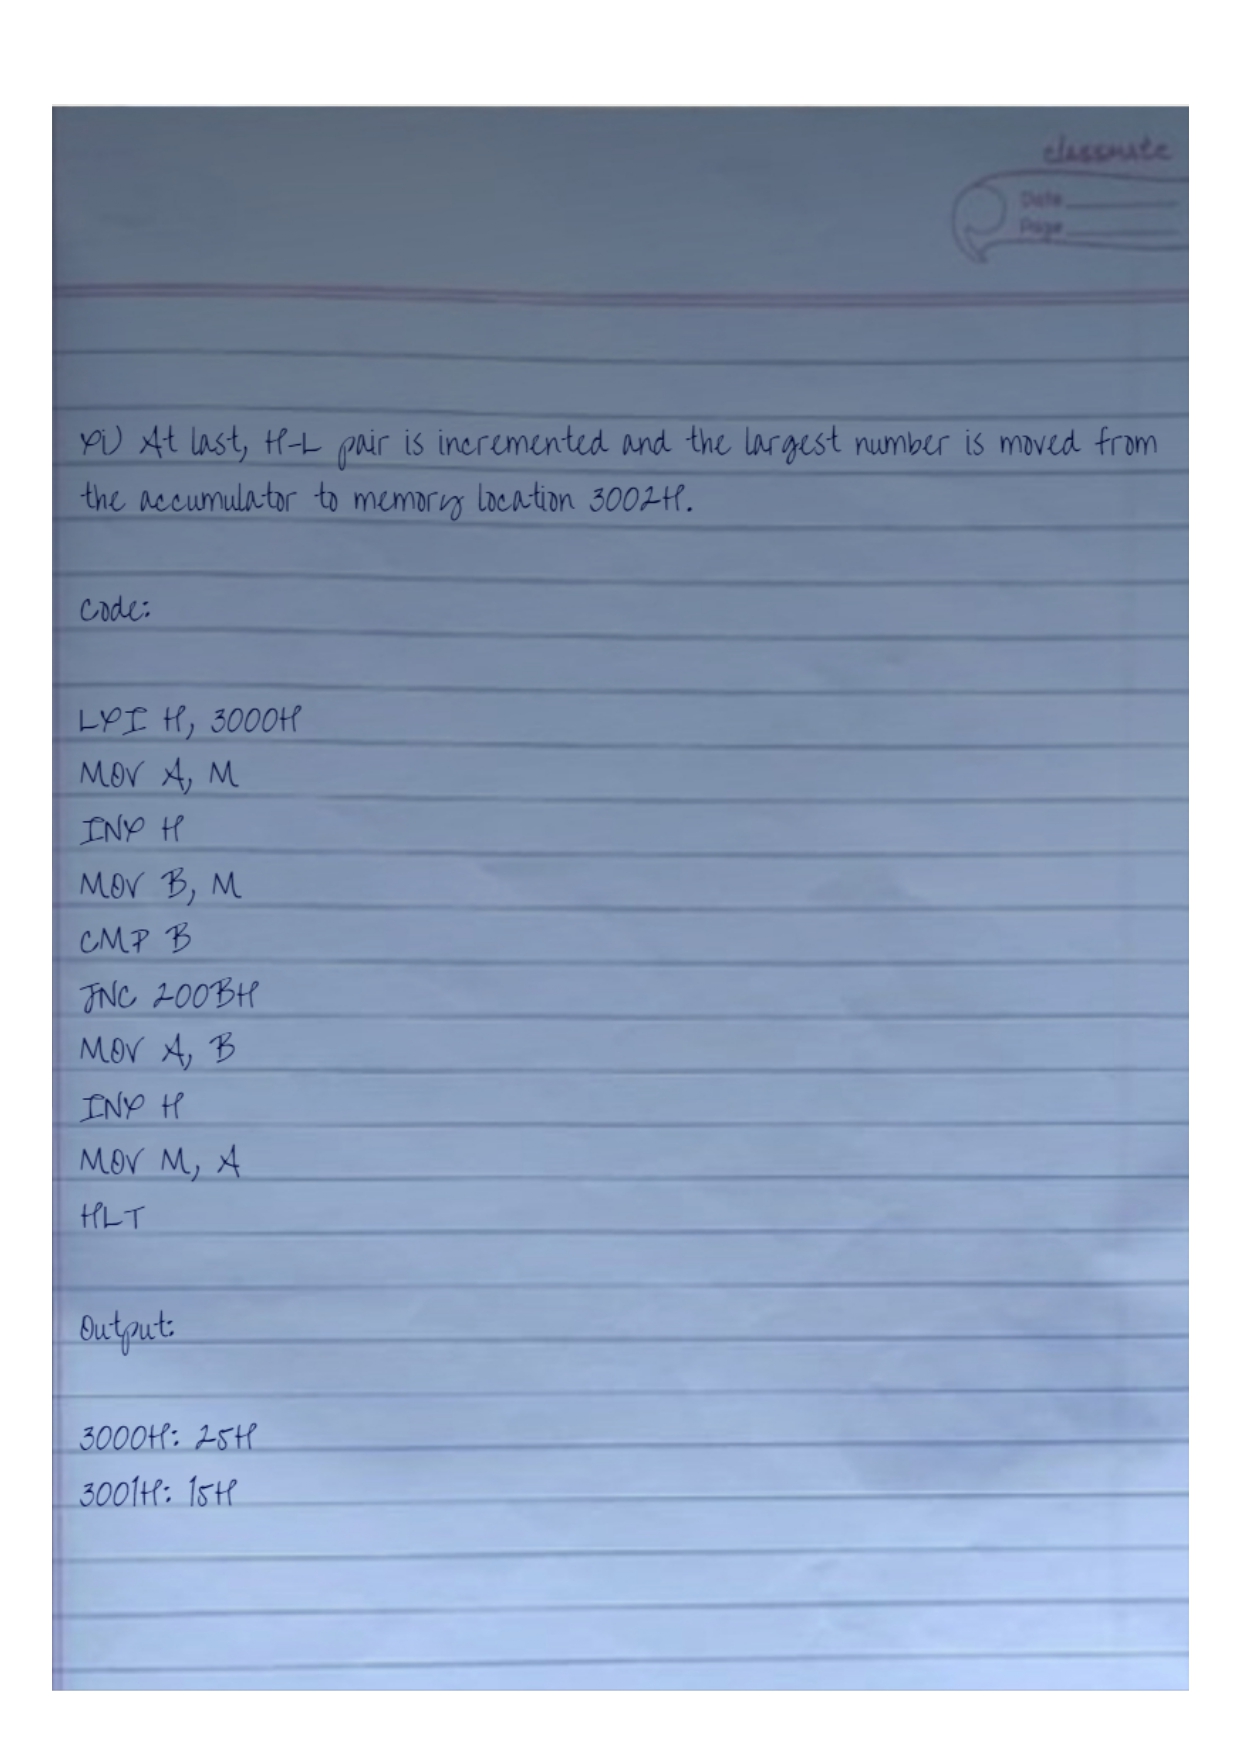 classmate
Date
Page
xi) At last, H-L pair is incremented and the largest number is moved from
the accumulator to memory location 3002H.
Code:
LXI H, 3000H
MOV A, M
INX H
MOV B, M
CMP B
JNC 200BH
MOV A, B
INX H
MOV M, A
HLT
Output:
3000H: 25H
3001H: 15H